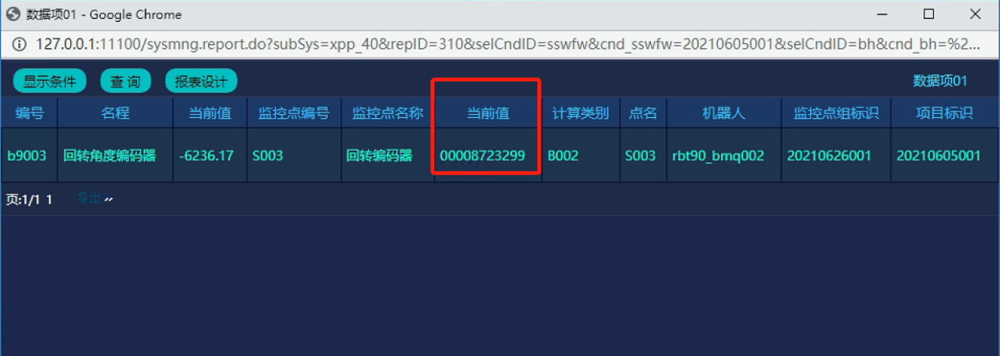 数据项01 - Google Chrome
127.0.0.1:11100/sysmng.report.do?subSys=xpp_40&repID=310&selCndID=sswfw&cnd_sswfw=20210605001&selCndID=bh&cnd_bh=%2...
显示条件 查 询 报表设计 数据项01
编号 名程 当前值 监控点编号 监控点名称 当前值 计算类别 点名 机器人 监控点组标识 项目标识
b9003 回转角度编码器 -6236.17 S003 回转编码器 00008723299 B002 S003 rbt90_bmq002 20210626001 20210605001
页:1/1 1 导出 ~~